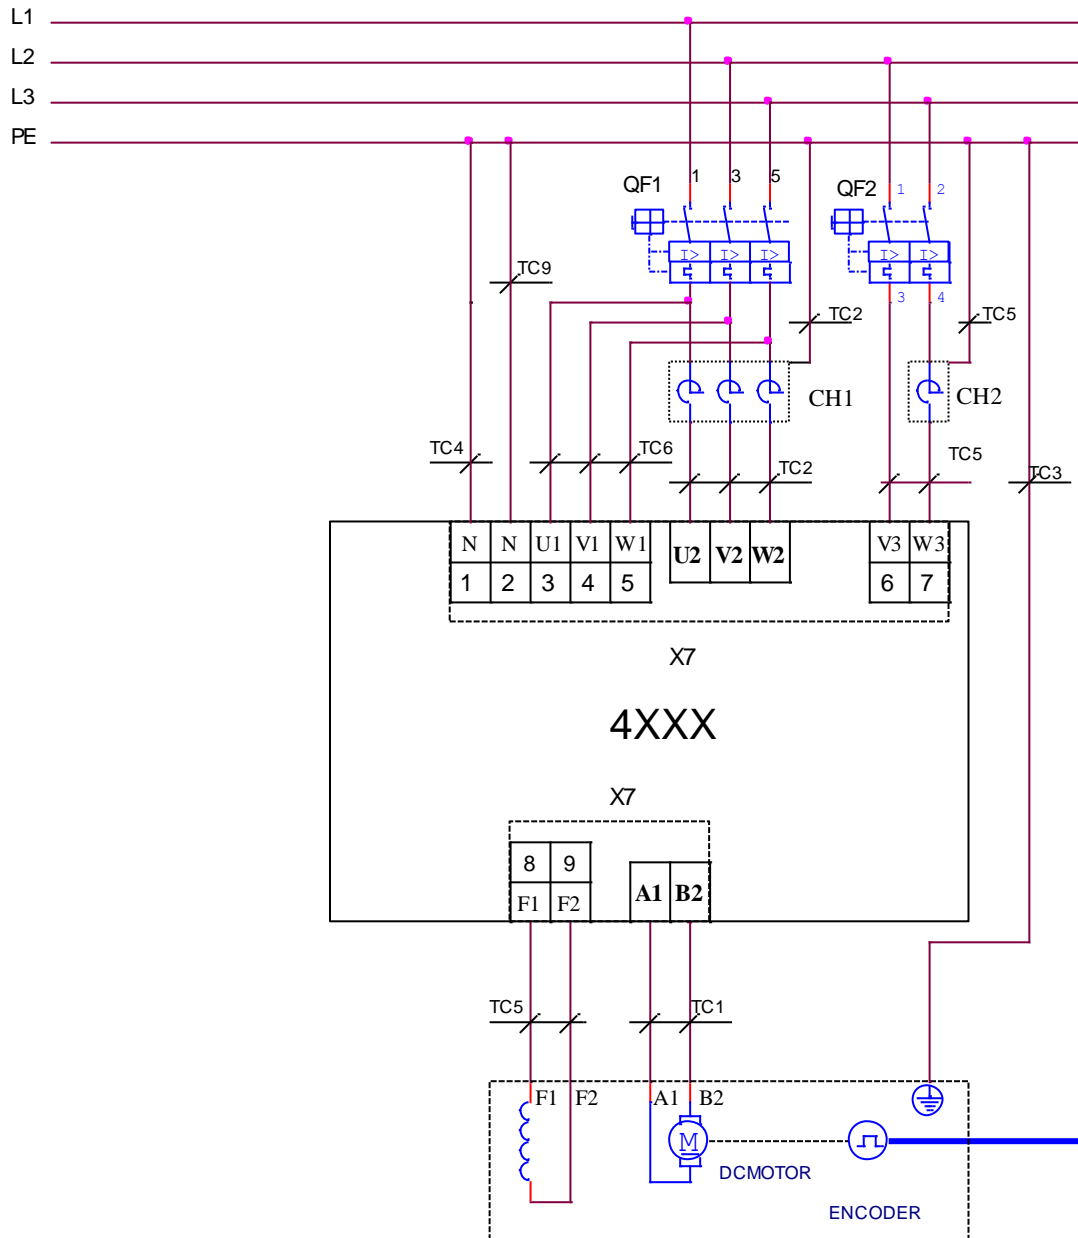 L1
L2
L3
PE
QF1 1 3 5 QF2 1 2
I> I> I> I> I>
TC9 3 4
TC2 TC5
CH1 CH2
TC4 TC6 TC2 TC5 TC3
N N U1 V1 W1 U2 V2 W2 V3 W3
1 2 3 4 5 6 7
X7
4XXX
X7
8 9
F1 F2 A1 B2
TC5 TC1
F1 F2 A1 B2
M
DCMOTOR
ENCODER